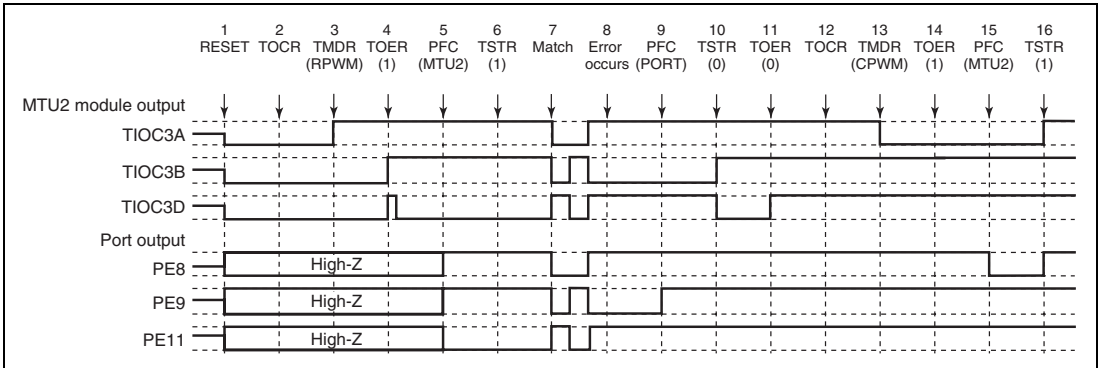 1 2 3 4 5 6 7 8 9 10 11 12 13 14 15 16
RESET TOCR TMDR TOER PFC TSTR Match Error PFC TSTR TOER TOCR TMDR TOER PFC TSTR
(RPWM) (1) (MTU2) (1) occurs (PORT) (0) (0) (CPWM) (1) (MTU2) (1)
MTU2 module output
TIOC3A
TIOC3B
TIOC3D
Port output
PE8 High-Z
PE9 High-Z
PE11 High-Z